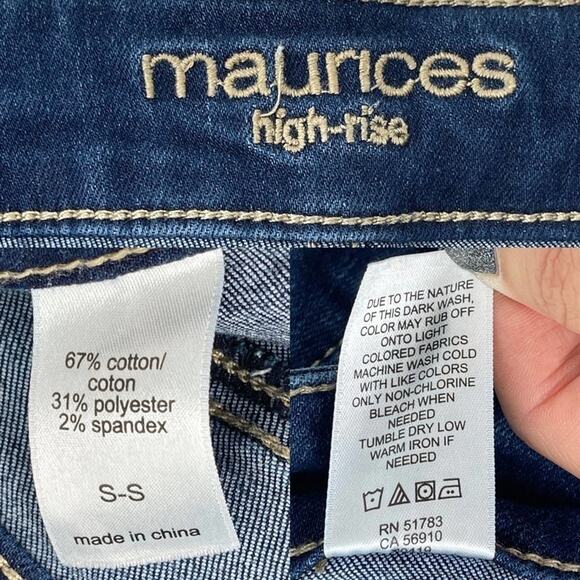 maurices
high-rise
67% cotton/
coton
31% polyester
2% spandex
S-S
made in china
DUE TO THE NATURE
OF THIS DARK WASH,
COLOR MAY RUB OFF
ONTO LIGHT
COLORED FABRICS
MACHINE WASH COLD
WITH LIKE COLORS
ONLY NON-CHLORINE
BLEACH WHEN
NEEDED
TUMBLE DRY LOW
WARM IRON IF
NEEDED
RN 51783
CA 56910